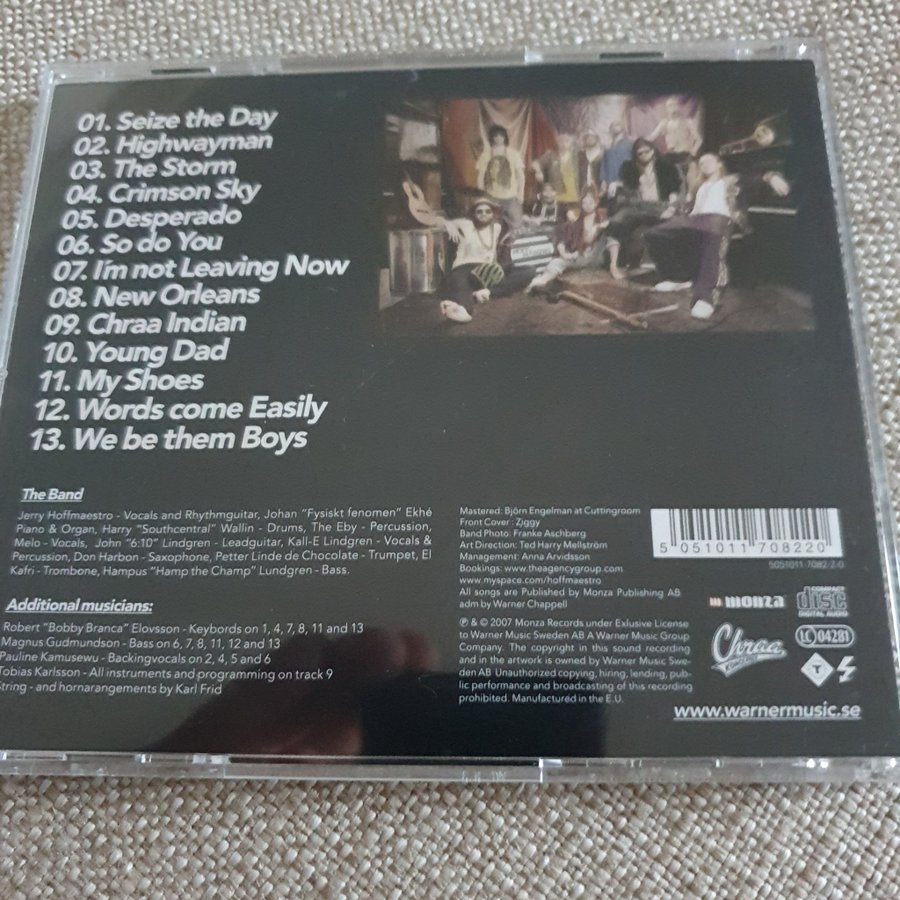 01. Seize the Day
02. Highwayman
03. The Storm
04. Crimson Sky
05. Desperado
06. So do You
07. I'm not Leaving Now
08. New Orleans
09. Chraa Indian
10. Young Dad
11. My Shoes
12. Words come Easily
13. We be them Boys
The Band
Jerry Hoffmaestro - Vocals and Rhythmguitar, Johan "Fysiskt fenomen" Ekhé
Piano & Organ, Harry "Southcentral" Wallin - Drums, The Eby - Percussion,
Melo - Vocals, John "6:10" Lindgren - Leadguitar, Kall-E Lindgren - Vocals &
Percussion, Don Harbon - Saxophone, Petter Linde de Chocolate - Trumpet, El
Kafri - Trombone, Hampus "Hamp the Champ" Lundgren - Bass.
Additional musicians:
Robert "Bobby Branca" Elovsson - Keybords on 1, 4, 7, 8, 11 and 13
Magnus Gudmundson - Bass on 6, 7, 8, 11, 12 and 13
Pauline Kamusewu - Backingvocals on 2, 4, 5 and 6
Tobias Karlsson - All instruments and programming on track 9
String - and hornarangements by Karl Frid
Mastered: Björn Engelman at Cuttingroom
Front Cover : Ziggy
Band Photo: Franke Aschberg
Art Direction: Ted Harry Mellström
Management: Anna Arvidsson
Bookings: www.theagencygroup.com
www.myspace.com/hoffmaestro
All songs are Published by Monza Publishing AB
adm by Warner Chappell
℗ & © 2007 Monza Records under Exlusive License
to Warner Music Sweden AB A Warner Music Group
Company. The copyright in this sound recording
and in the artwork is owned by Warner Music Swe-
den AB Unauthorized copying, hiring, lending, pub-
lic performance and broadcasting of this recording
prohibited. Manufactured in the E.U.
5 051011 708220
5051011-7082-2-0
monza
COMPACT
disc
DIGITAL AUDIO
Chraa
LC 04281
T
www.warnermusic.se